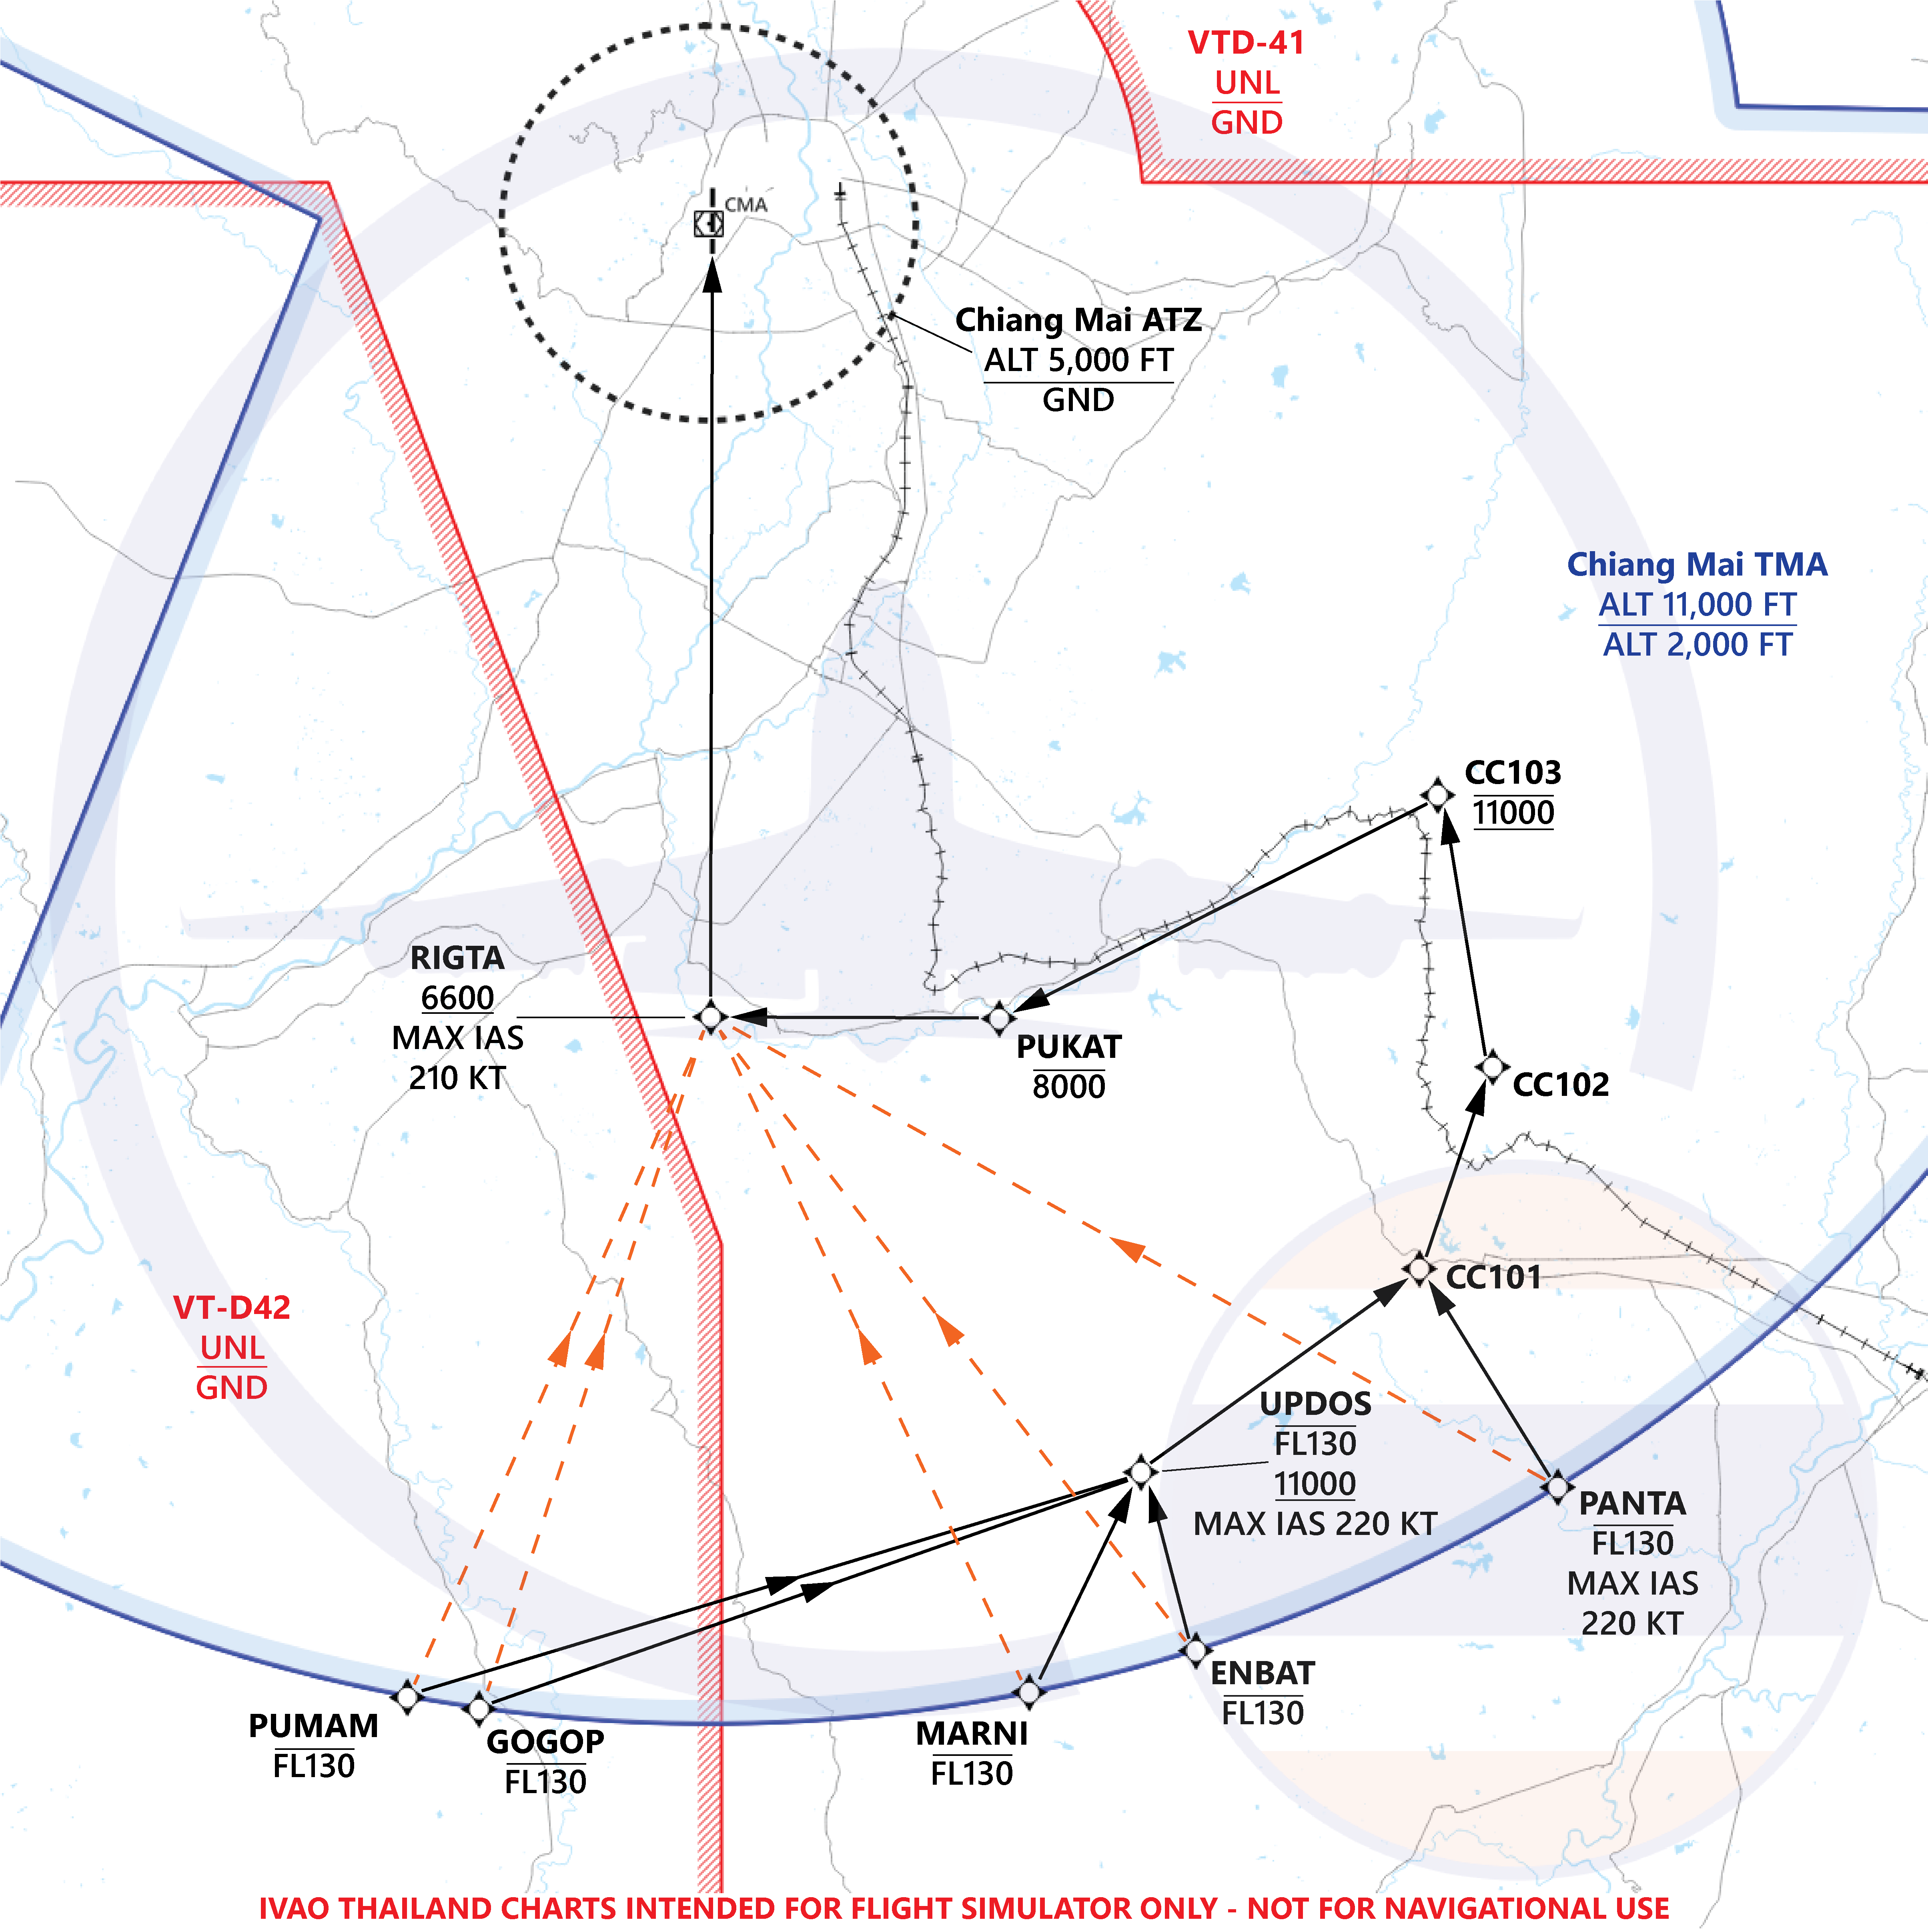 VTD-41
UNL
GND
CMA
Chiang Mai ATZ
ALT 5,000 FT
GND
Chiang Mai TMA
ALT 11,000 FT
ALT 2,000 FT
CC103
11000
RIGTA
6600
MAX IAS
210 KT
PUKAT
8000
CC102
CC101
VT-D42
UNL
GND
UPDOS
FL130
11000
MAX IAS 220 KT
PANTA
FL130
MAX IAS
220 KT
ENBAT
FL130
PUMAM
FL130
GOGOP
FL130
MARNI
FL130
IVAO THAILAND CHARTS INTENDED FOR FLIGHT SIMULATOR ONLY - NOT FOR NAVIGATIONAL USE